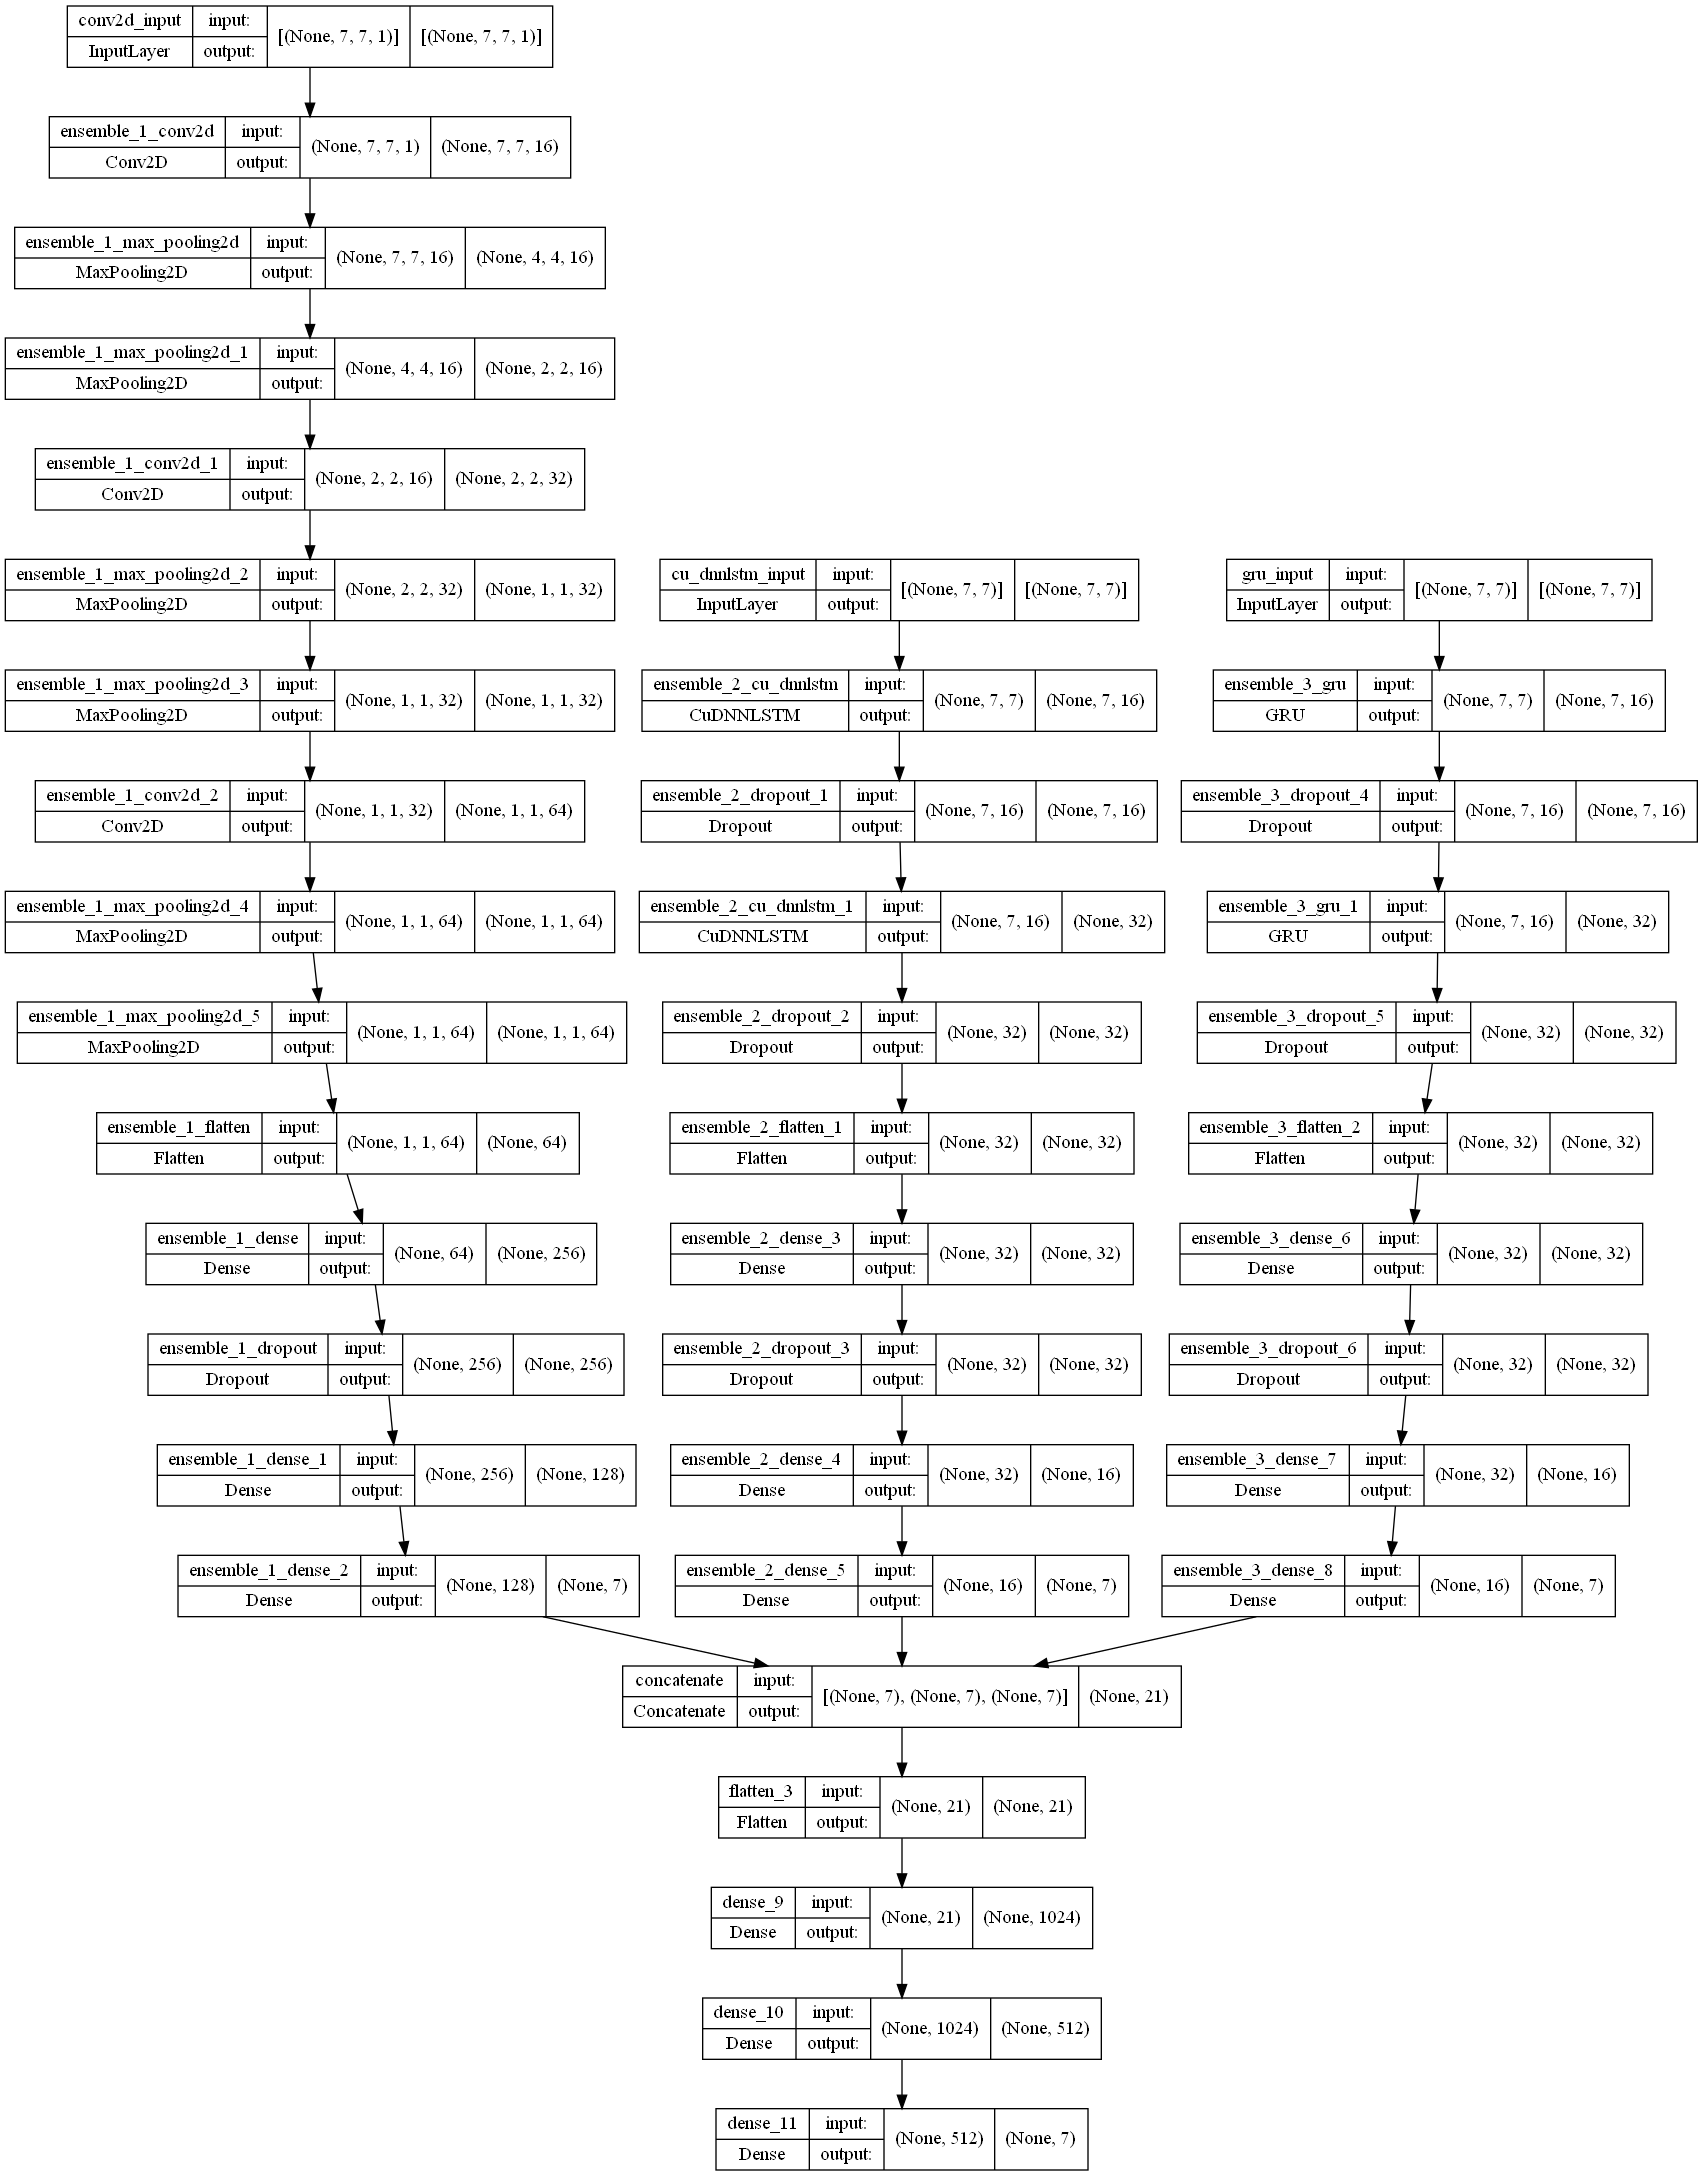 conv2d_input
InputLayer
input:
output:
[(None, 7, 7, 1)]
[(None, 7, 7, 1)]
ensemble_1_conv2d
Conv2D
input:
output:
(None, 7, 7, 1)
(None, 7, 7, 16)
ensemble_1_max_pooling2d
MaxPooling2D
input:
output:
(None, 7, 7, 16)
(None, 4, 4, 16)
ensemble_1_max_pooling2d_1
MaxPooling2D
input:
output:
(None, 4, 4, 16)
(None, 2, 2, 16)
ensemble_1_conv2d_1
Conv2D
input:
output:
(None, 2, 2, 16)
(None, 2, 2, 32)
ensemble_1_max_pooling2d_2
MaxPooling2D
input:
output:
(None, 2, 2, 32)
(None, 1, 1, 32)
ensemble_1_max_pooling2d_3
MaxPooling2D
input:
output:
(None, 1, 1, 32)
(None, 1, 1, 32)
ensemble_1_conv2d_2
Conv2D
input:
output:
(None, 1, 1, 32)
(None, 1, 1, 64)
ensemble_1_max_pooling2d_4
MaxPooling2D
input:
output:
(None, 1, 1, 64)
(None, 1, 1, 64)
ensemble_1_max_pooling2d_5
MaxPooling2D
input:
output:
(None, 1, 1, 64)
(None, 1, 1, 64)
ensemble_1_flatten
Flatten
input:
output:
(None, 1, 1, 64)
(None, 64)
ensemble_1_dense
Dense
input:
output:
(None, 64)
(None, 256)
ensemble_1_dropout
Dropout
input:
output:
(None, 256)
(None, 256)
ensemble_1_dense_1
Dense
input:
output:
(None, 256)
(None, 128)
ensemble_1_dense_2
Dense
input:
output:
(None, 128)
(None, 7)
cu_dnnlstm_input
InputLayer
input:
output:
[(None, 7, 7)]
[(None, 7, 7)]
ensemble_2_cu_dnnlstm
CuDNNLSTM
input:
output:
(None, 7, 7)
(None, 7, 16)
ensemble_2_dropout_1
Dropout
input:
output:
(None, 7, 16)
(None, 7, 16)
ensemble_2_cu_dnnlstm_1
CuDNNLSTM
input:
output:
(None, 7, 16)
(None, 32)
ensemble_2_dropout_2
Dropout
input:
output:
(None, 32)
(None, 32)
ensemble_2_flatten_1
Flatten
input:
output:
(None, 32)
(None, 32)
ensemble_2_dense_3
Dense
input:
output:
(None, 32)
(None, 32)
ensemble_2_dropout_3
Dropout
input:
output:
(None, 32)
(None, 32)
ensemble_2_dense_4
Dense
input:
output:
(None, 32)
(None, 16)
ensemble_2_dense_5
Dense
input:
output:
(None, 16)
(None, 7)
gru_input
InputLayer
input:
output:
[(None, 7, 7)]
[(None, 7, 7)]
ensemble_3_gru
GRU
input:
output:
(None, 7, 7)
(None, 7, 16)
ensemble_3_dropout_4
Dropout
input:
output:
(None, 7, 16)
(None, 7, 16)
ensemble_3_gru_1
GRU
input:
output:
(None, 7, 16)
(None, 32)
ensemble_3_dropout_5
Dropout
input:
output:
(None, 32)
(None, 32)
ensemble_3_flatten_2
Flatten
input:
output:
(None, 32)
(None, 32)
ensemble_3_dense_6
Dense
input:
output:
(None, 32)
(None, 32)
ensemble_3_dropout_6
Dropout
input:
output:
(None, 32)
(None, 32)
ensemble_3_dense_7
Dense
input:
output:
(None, 32)
(None, 16)
ensemble_3_dense_8
Dense
input:
output:
(None, 16)
(None, 7)
concatenate
Concatenate
input:
output:
[(None, 7), (None, 7), (None, 7)]
(None, 21)
flatten_3
Flatten
input:
output:
(None, 21)
(None, 21)
dense_9
Dense
input:
output:
(None, 21)
(None, 1024)
dense_10
Dense
input:
output:
(None, 1024)
(None, 512)
dense_11
Dense
input:
output:
(None, 512)
(None, 7)